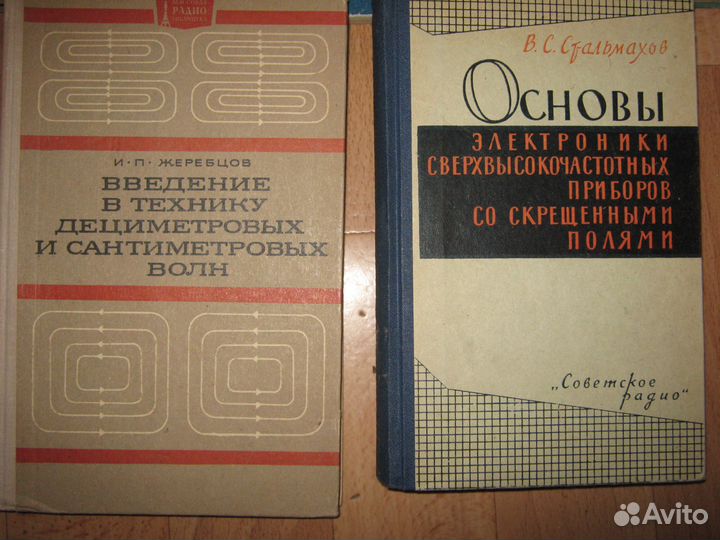 МАССОВАЯ
РАДИО
БИБЛИОТЕКА
И·П·ЖЕРЕБЦОВ
ВВЕДЕНИЕ
В ТЕХНИКУ
ДЕЦИМЕТРОВЫХ
И САНТИМЕТРОВЫХ
ВОЛН
В. С. Стальмахов
Основы
ЭЛЕКТРОНИКИ
СВЕРХВЫСОКОЧАСТОТНЫХ
ПРИБОРОВ
СО СКРЕЩЕННЫМИ
ПОЛЯМИ
„Советское
радио"
Avito